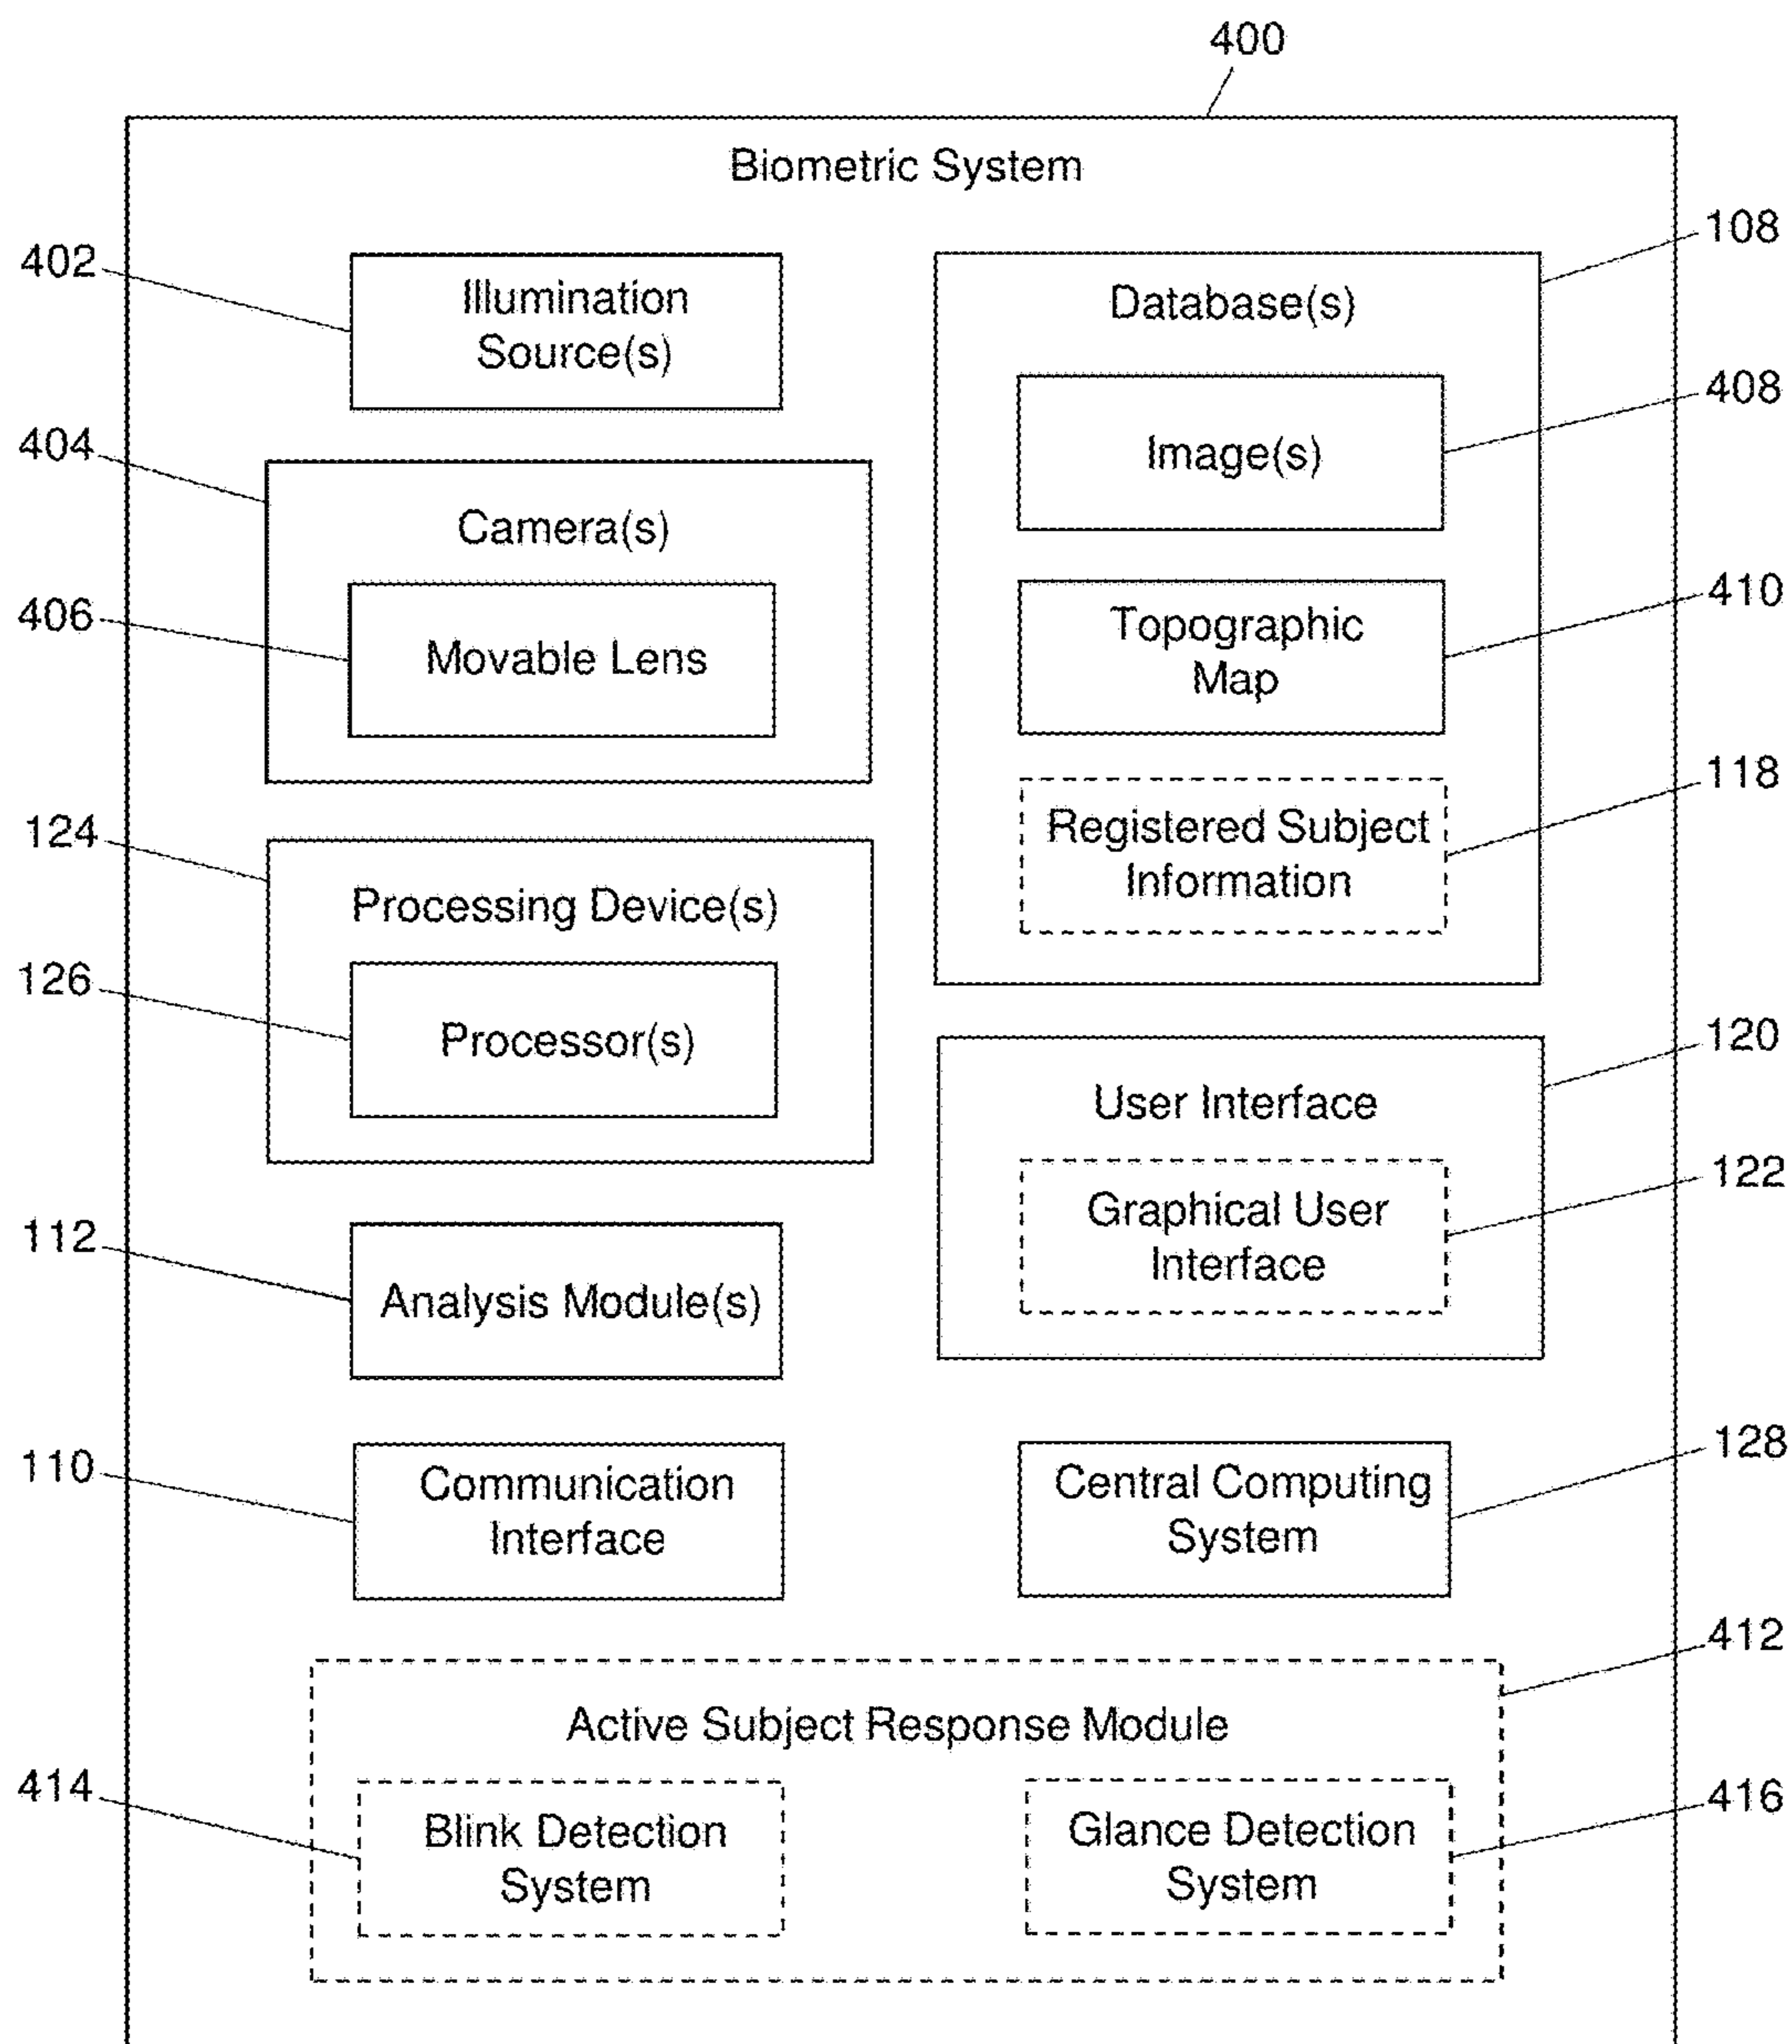 400
Biometric System
402
Illumination
Source(s)
404
Camera(s)
406
Movable Lens
124
Processing Device(s)
126
Processor(s)
112
Analysis Module(s)
110
Communication
Interface
108
Database(s)
408
Image(s)
410
Topographic
Map
118
Registered Subject
Information
120
User Interface
122
Graphical User
Interface
128
Central Computing
System
412
Active Subject Response Module
414
Blink Detection
System
416
Glance Detection
System